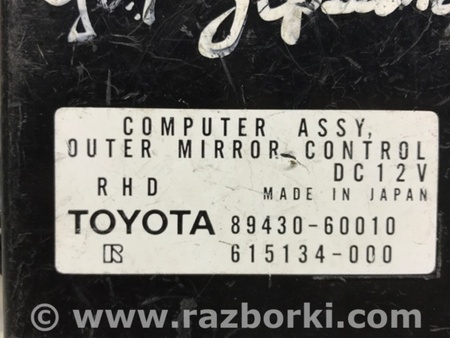 COMPUTER ASSY,
OUTER MIRROR CONTROL
DC12V
RHD
MADE IN JAPAN
TOYOTA 89430-60010
R 615134-000
© www.razborki.com